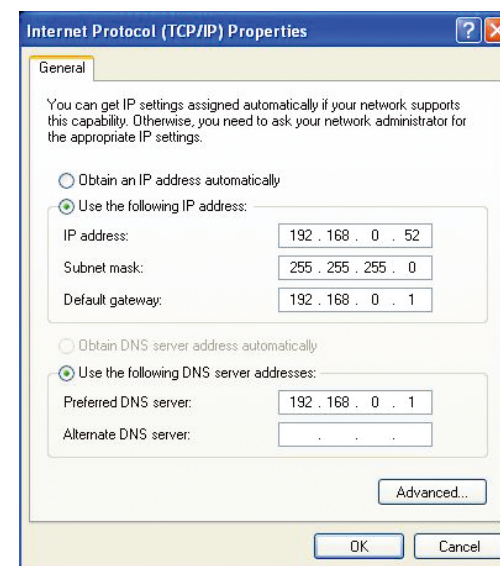 Internet Protocol (TCP/IP) Properties
General
You can get IP settings assigned automatically if your network supports
this capability. Otherwise, you need to ask your network administrator for
the appropriate IP settings.
Obtain an IP address automatically
Use the following IP address:
IP address: 192 . 168 . 0 . 52
Subnet mask: 255 . 255 . 255 . 0
Default gateway: 192 . 168 . 0 . 1
Obtain DNS server address automatically
Use the following DNS server addresses:
Preferred DNS server: 192 . 168 . 0 . 1
Alternate DNS server: . . .
Advanced...
OK Cancel